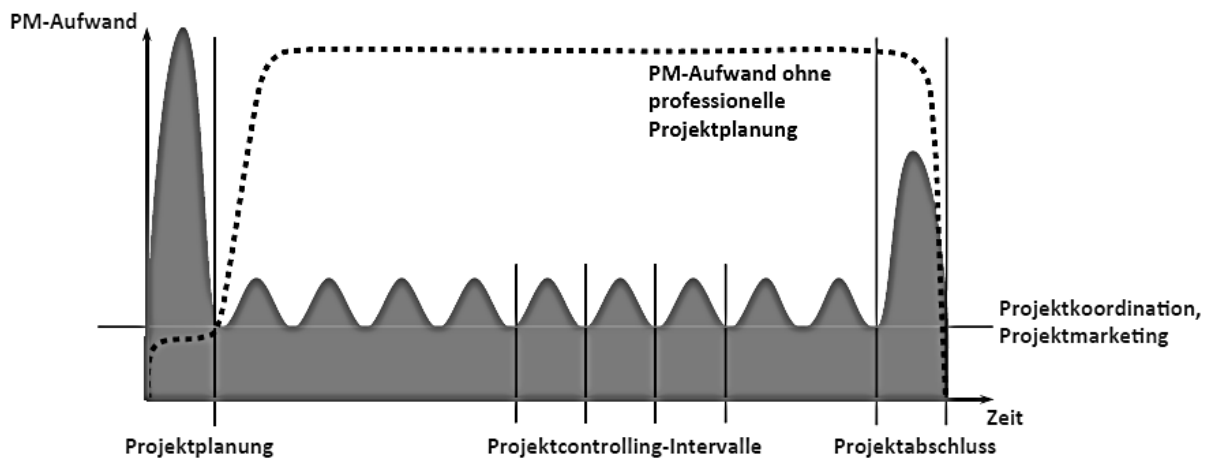 PM-Aufwand
PM-Aufwand ohne
professionelle
Projektplanung
Projektkoordination,
Projektmarketing
Zeit
Projektplanung
Projektcontrolling-Intervalle
Projektabschluss